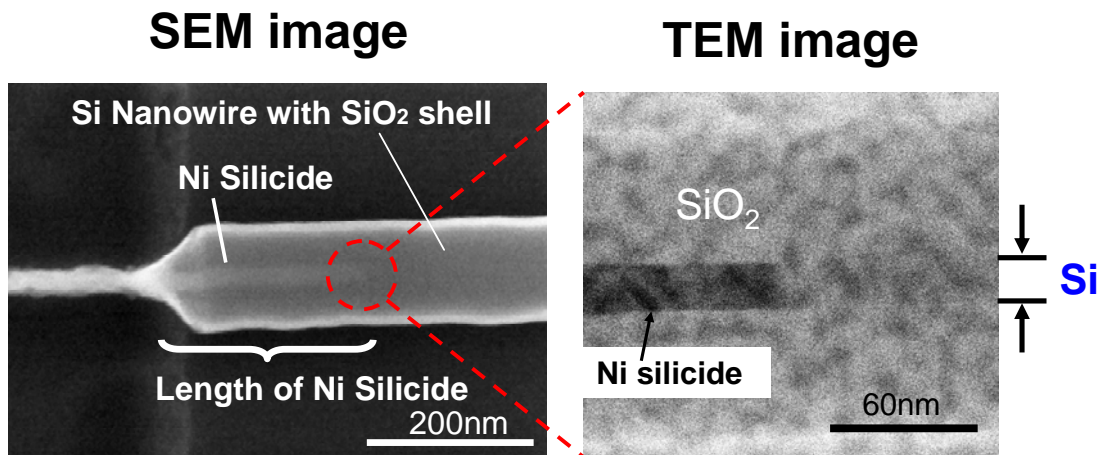 SEM image
TEM image
Si Nanowire with SiO₂ shell
Ni Silicide
Length of Ni Silicide
200nm
SiO₂
Si
Ni silicide
60nm